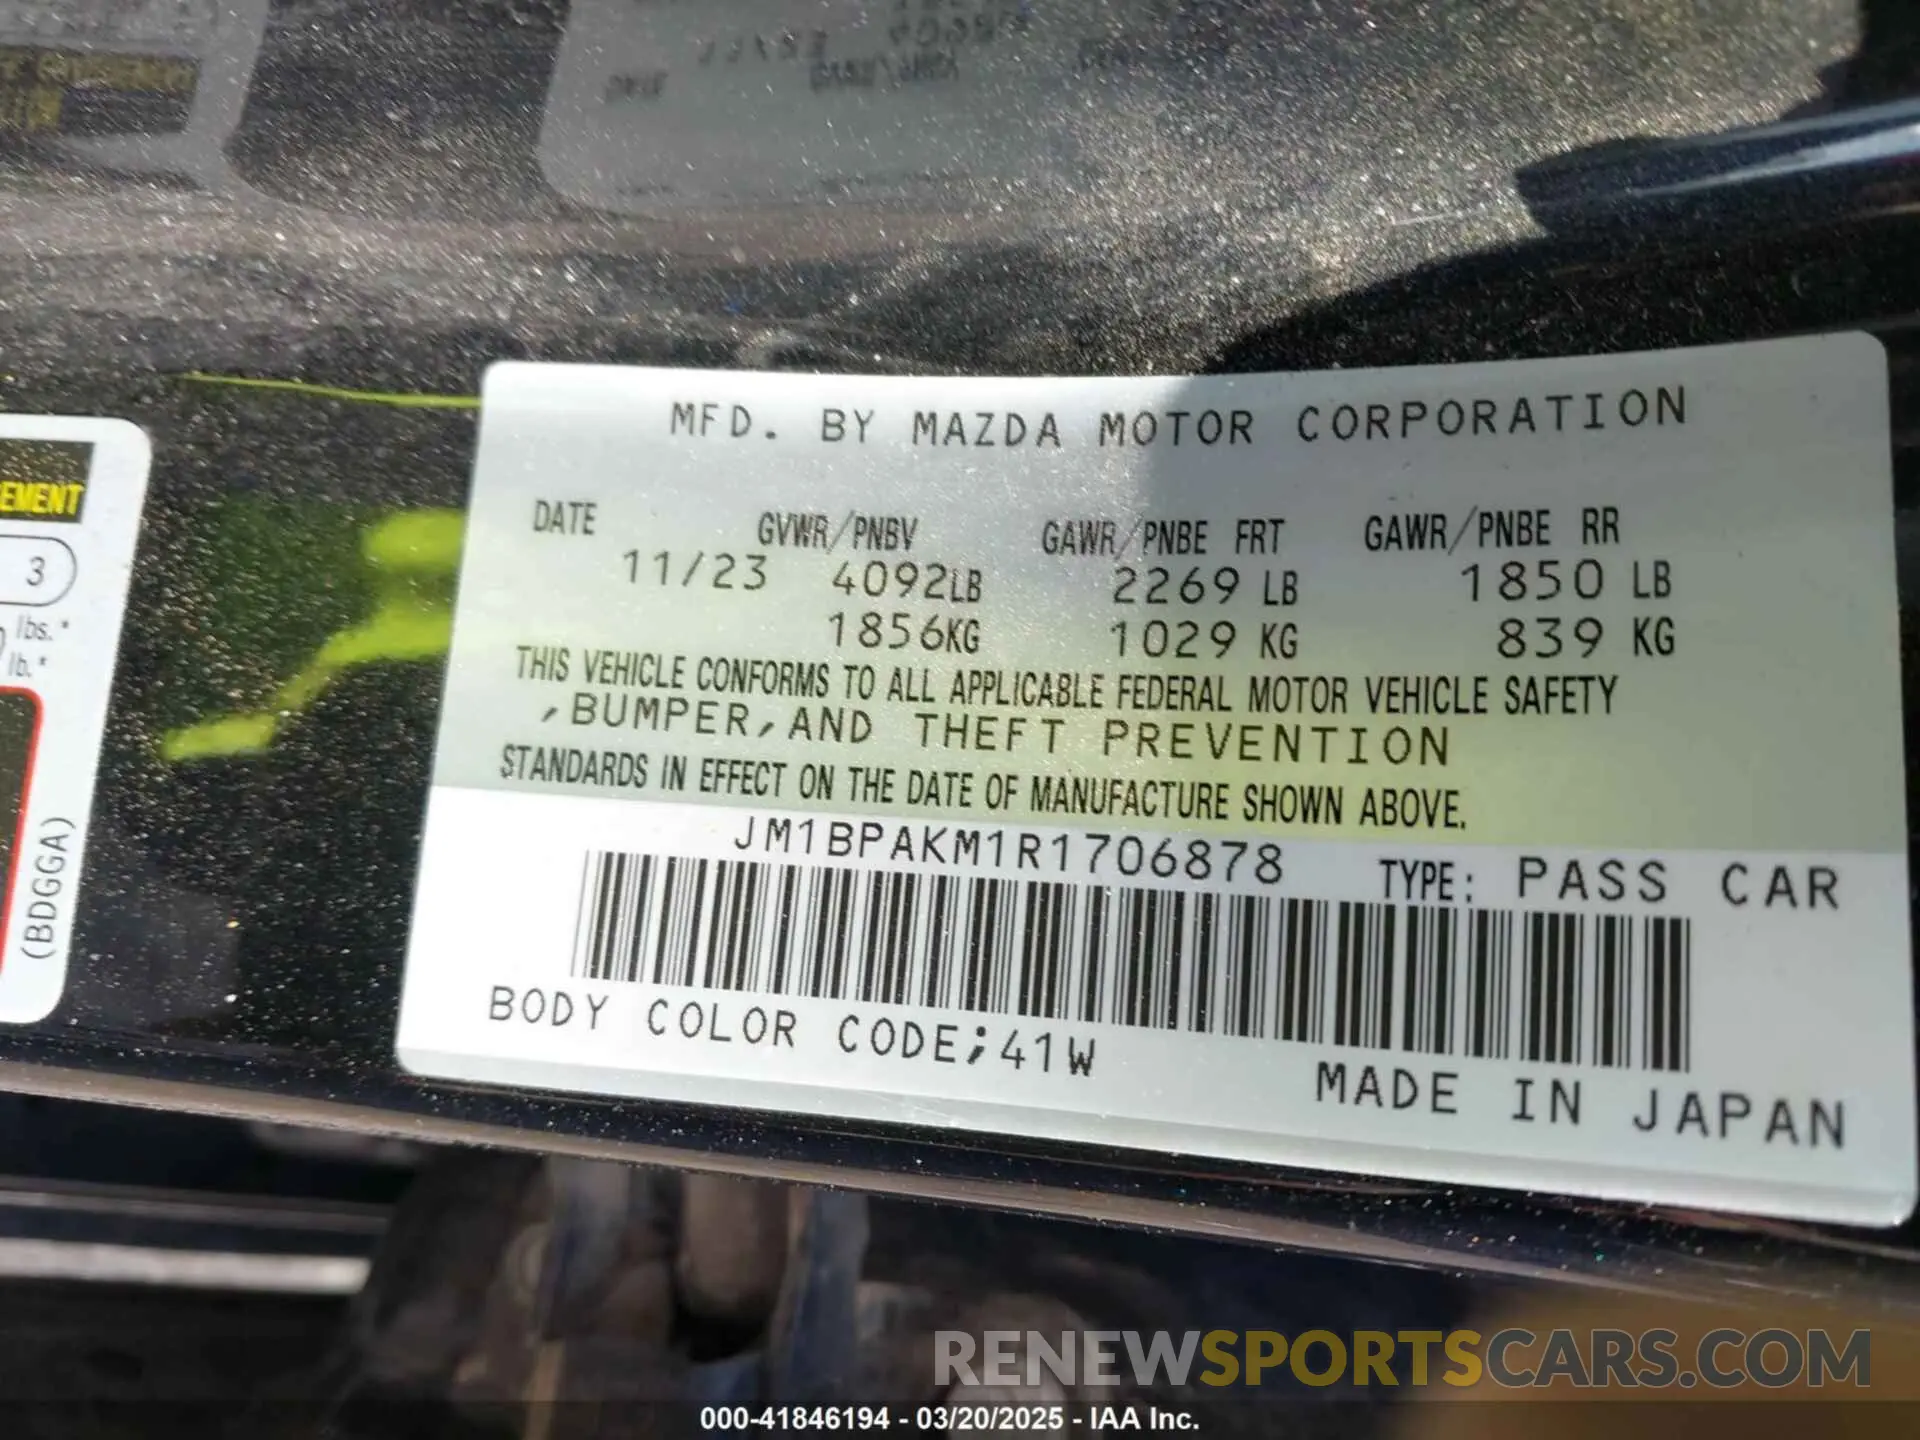 MFD. BY MAZDA MOTOR CORPORATION
DATE GVWR/PNBV GAWR/PNBE FRT GAWR/PNBE RR
11/23 4092LB 2269 LB 1850 LB
1856KG 1029 KG 839 KG
THIS VEHICLE CONFORMS TO ALL APPLICABLE FEDERAL MOTOR VEHICLE SAFETY
,BUMPER,AND THEFT PREVENTION
STANDARDS IN EFFECT ON THE DATE OF MANUFACTURE SHOWN ABOVE.
JM1BPAKM1R1706878 TYPE: PASS CAR
BODY COLOR CODE;41W
MADE IN JAPAN
EMENT
3
lbs.*
lb.*
(BDGGA)
RENEWSPORTSCARS.COM
000-41846194 - 03/20/2025 - IAA Inc.